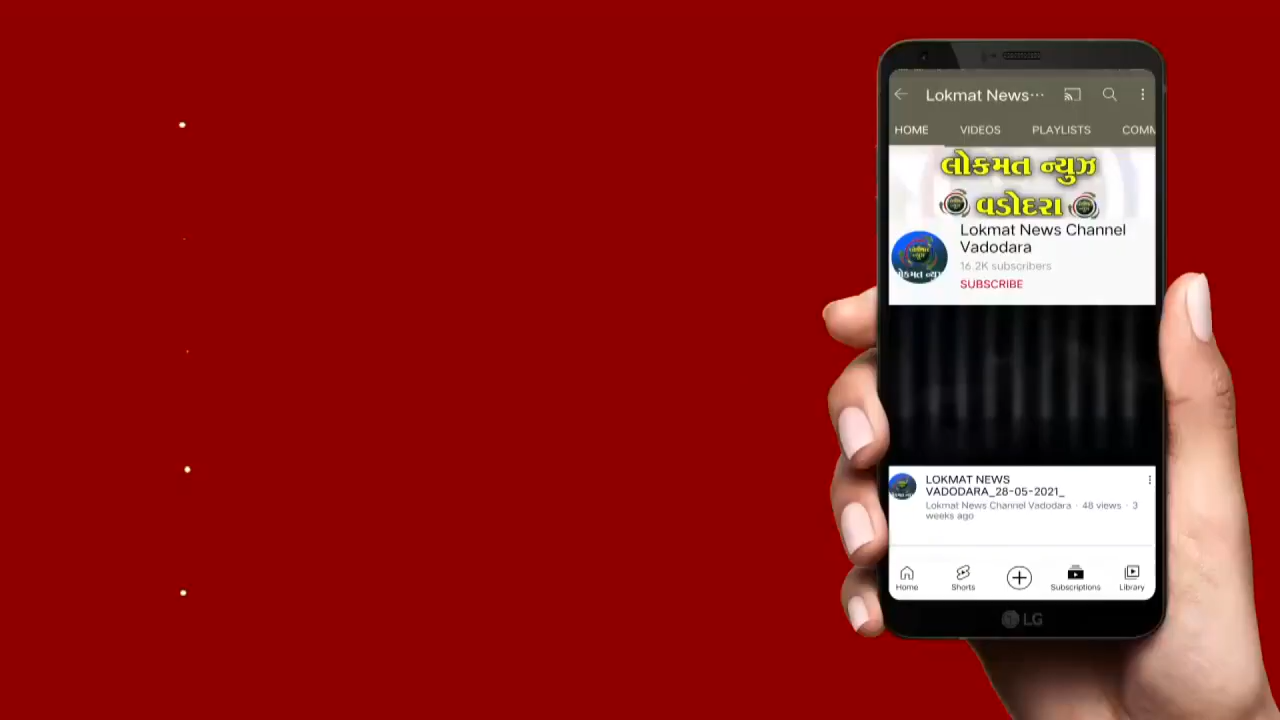 Lokmat News...
HOME VIDEOS PLAYLISTS COMM
લોકમત ન્યુઝ
વડોદરા
Lokmat News Channel
Vadodara
16.2K subscribers
SUBSCRIBE
લોકમત ન્યુઝ
LOKMAT NEWS
VADODARA_28-05-2021_
Lokmat News Channel Vadodara · 48 views · 3
weeks ago
Home Shorts Subscriptions Library
LG